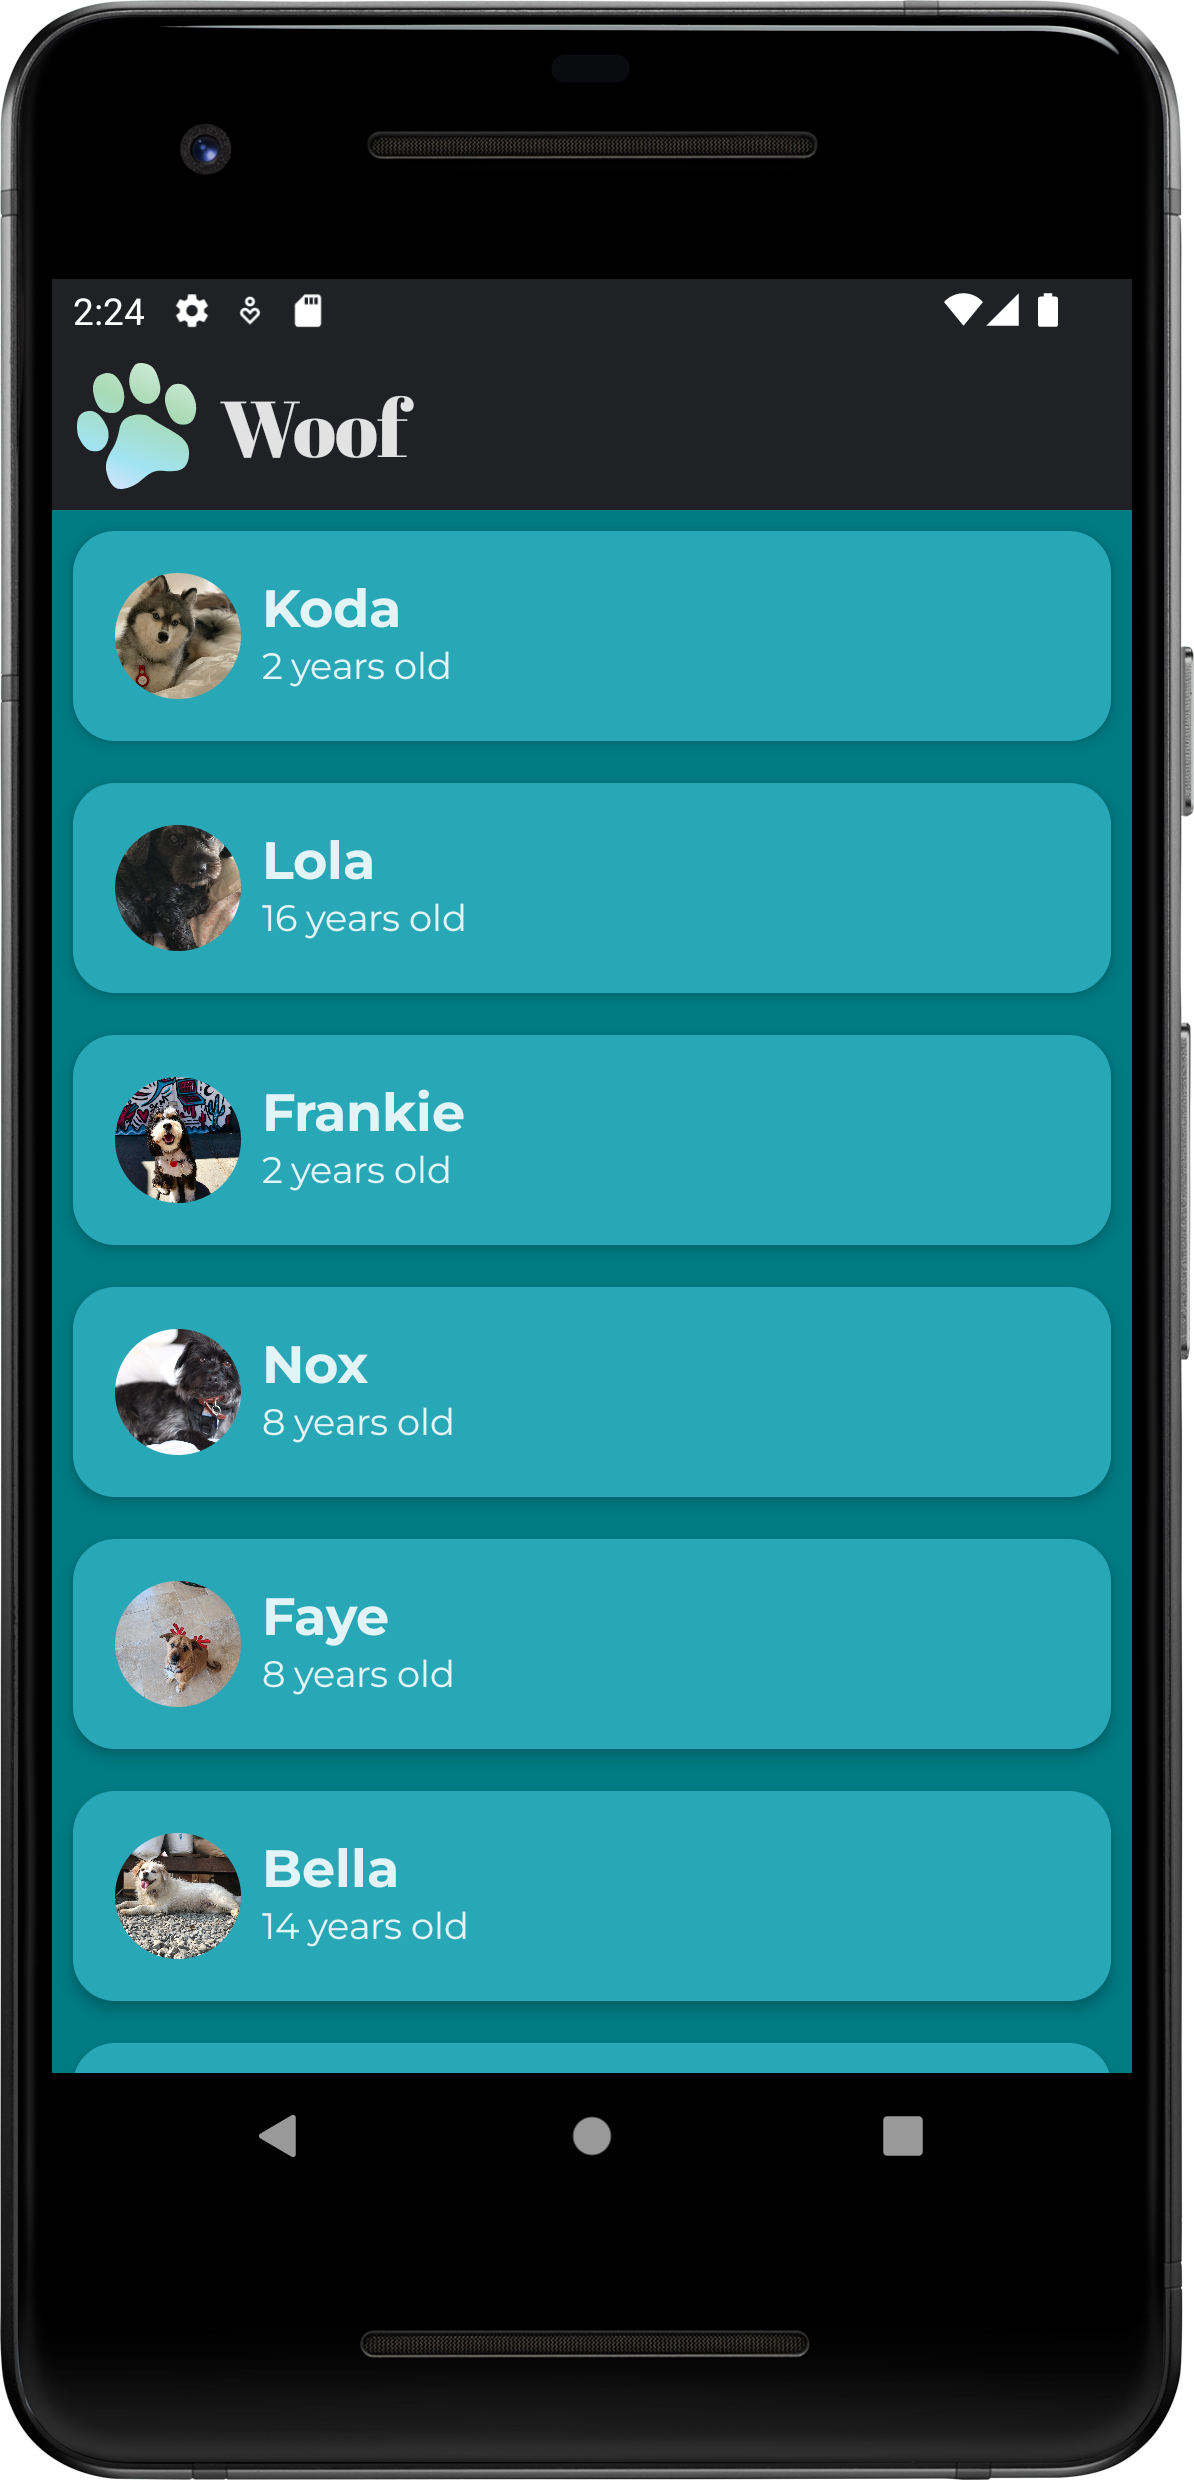 2:24
Woof
Koda
2 years old
Lola
16 years old
Frankie
2 years old
Nox
8 years old
Faye
8 years old
Bella
14 years old